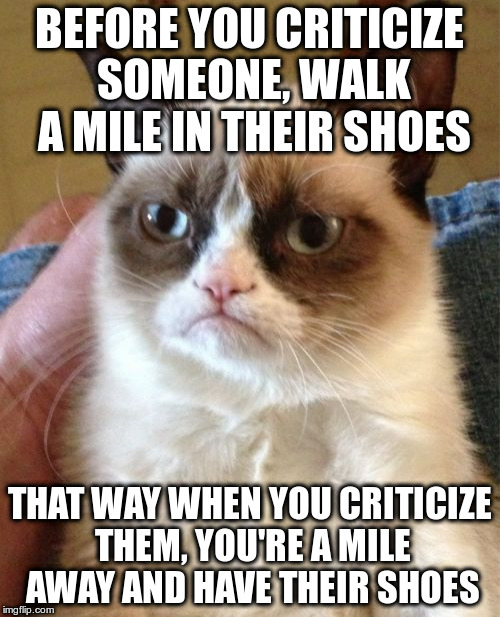 BEFORE YOU CRITICIZE
SOMEONE, WALK
A MILE IN THEIR SHOES
THAT WAY WHEN YOU CRITICIZE
THEM, YOU'RE A MILE
AWAY AND HAVE THEIR SHOES
imgflip.com